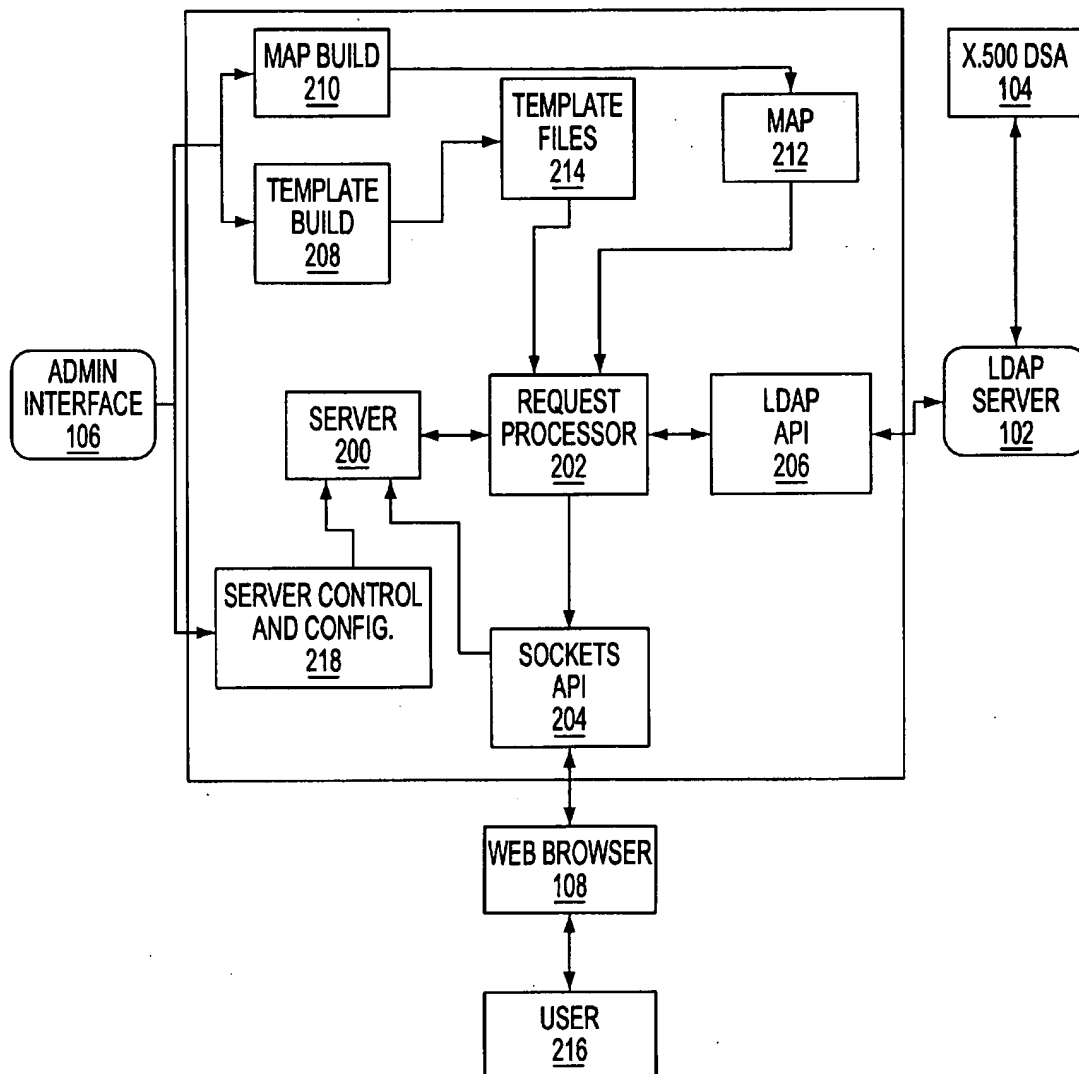 MAP BUILD
210
X.500 DSA
104
TEMPLATE
FILES
214
MAP
212
TEMPLATE
BUILD
208
ADMIN
INTERFACE
106
SERVER
200
REQUEST
PROCESSOR
202
LDAP
API
206
LDAP
SERVER
102
SERVER CONTROL
AND CONFIG.
218
SOCKETS
API
204
WEB BROWSER
108
USER
216